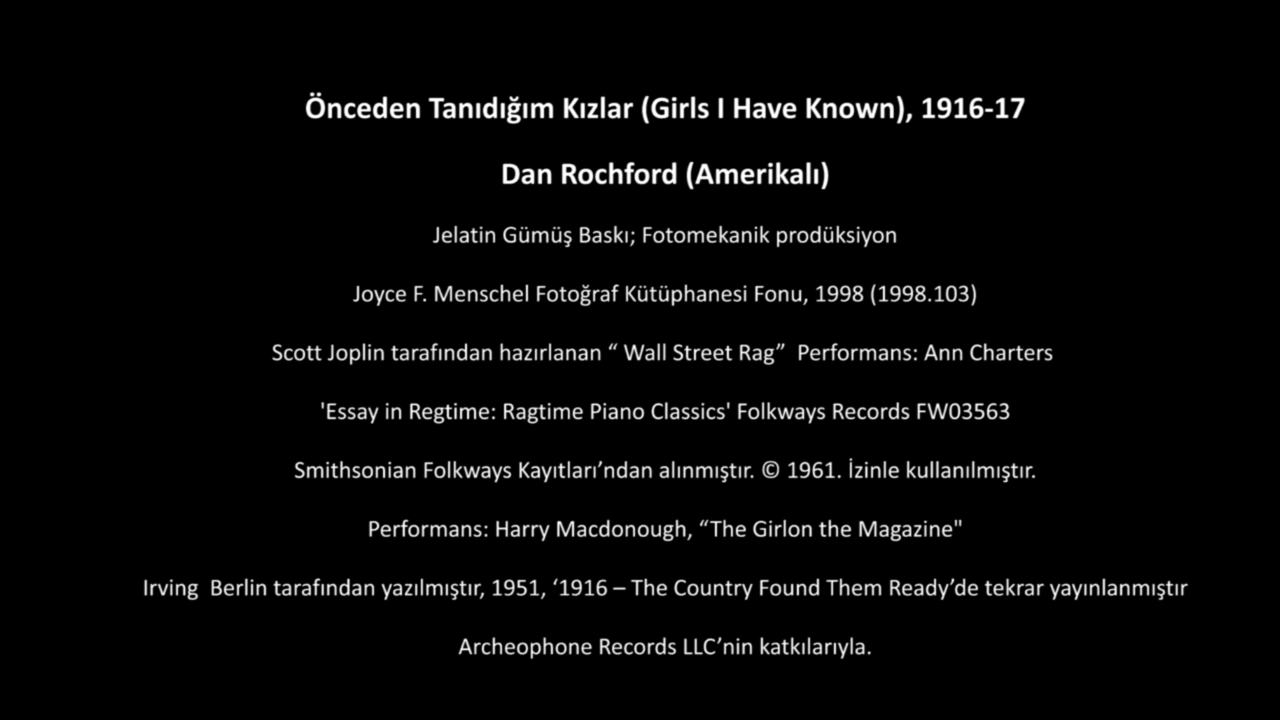 Önceden Tanıdığım Kızlar (Girls I Have Known), 1916-17
Dan Rochford (Amerikalı)
Jelatin Gümüş Baskı; Fotomekanik prodüksiyon
Joyce F. Menschel Fotoğraf Kütüphanesi Fonu, 1998 (1998.103)
Scott Joplin tarafından hazırlanan “ Wall Street Rag”  Performans: Ann Charters
'Essay in Regtime: Ragtime Piano Classics' Folkways Records FW03563
Smithsonian Folkways Kayıtları’ndan alınmıştır. © 1961. İzinle kullanılmıştır.
Performans: Harry Macdonough, “The Girlon the Magazine"
Irving  Berlin tarafından yazılmıştır, 1951, ‘1916 – The Country Found Them Ready’de tekrar yayınlanmıştır
Archeophone Records LLC’nin katkılarıyla.